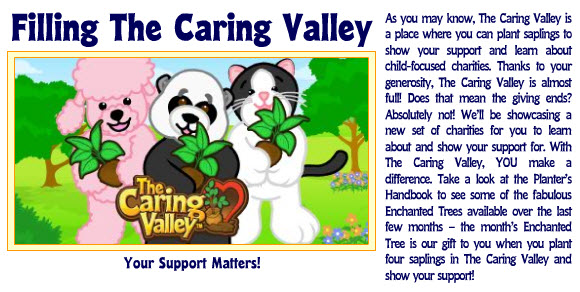 Filling The Caring Valley
The
Caring
Valley™
Your Support Matters!
As you may know, The Caring Valley is
a place where you can plant saplings to
show your support and learn about
child-focused charities. Thanks to your
generosity, The Caring Valley is almost
full! Does that mean the giving ends?
Absolutely not! We'll be showcasing a
new set of charities for you to learn
about and show your support for. With
The Caring Valley, YOU make a
difference. Take a look at the Planter's
Handbook to see some of the fabulous
Enchanted Trees available over the last
few months – the month's Enchanted
Tree is our gift to you when you plant
four saplings in The Caring Valley and
show your support!